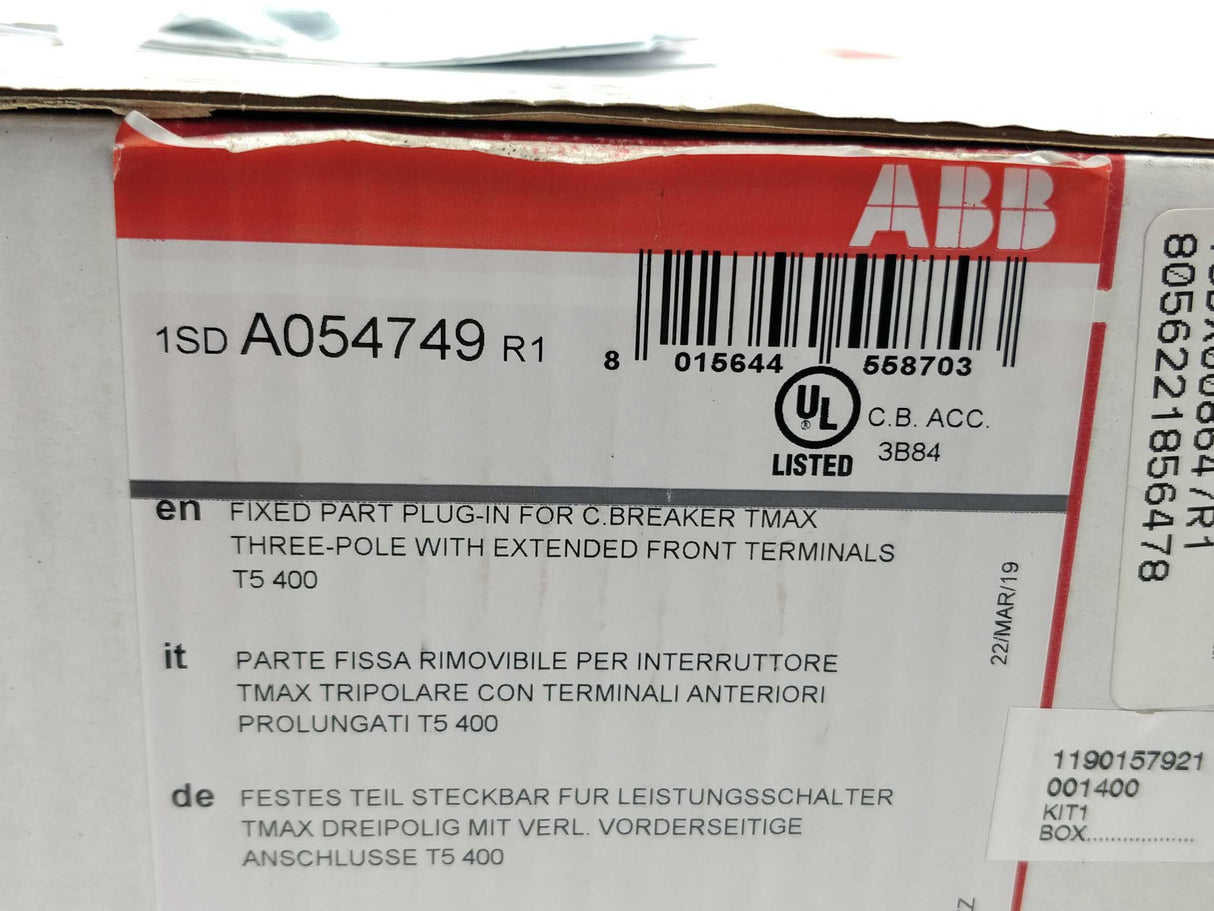 ABB
1SD A054749 R1
8 015644 558703
UL
®
LISTED
C.B. ACC.
3B84
en FIXED PART PLUG-IN FOR C.BREAKER TMAX
THREE-POLE WITH EXTENDED FRONT TERMINALS
T5 400
it PARTE FISSA RIMOVIBILE PER INTERRUTTORE
TMAX TRIPOLARE CON TERMINALI ANTERIORI
PROLUNGATI T5 400
de FESTES TEIL STECKBAR FUR LEISTUNGSSCHALTER
TMAX DREIPOLIG MIT VERL. VORDERSEITIGE
ANSCHLUSSE T5 400
22/MAR/19
8056221856478
1190157921
001400
KIT1
BOX...................